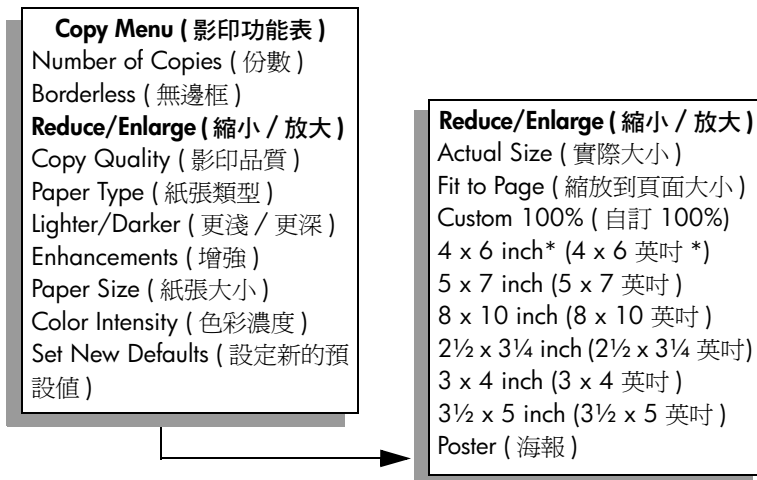 Copy Menu ( 影印功能表 )
Number of Copies ( 份數 )
Borderless ( 無邊框 )
Reduce/Enlarge ( 縮小 / 放大 )
Copy Quality ( 影印品質 )
Paper Type ( 紙張類型 )
Lighter/Darker ( 更淺 / 更深 )
Enhancements ( 增強 )
Paper Size ( 紙張大小 )
Color Intensity ( 色彩濃度 )
Set New Defaults ( 設定新的預
設值 )
Reduce/Enlarge ( 縮小 / 放大 )
Actual Size ( 實際大小 )
Fit to Page ( 縮放到頁面大小 )
Custom 100% ( 自訂 100%)
4 x 6 inch* (4 x 6 英吋 *)
5 x 7 inch (5 x 7 英吋 )
8 x 10 inch (8 x 10 英吋 )
2½ x 3¼ inch (2½ x 3¼ 英吋)
3 x 4 inch (3 x 4 英吋 )
3½ x 5 inch (3½ x 5 英吋 )
Poster ( 海報 )